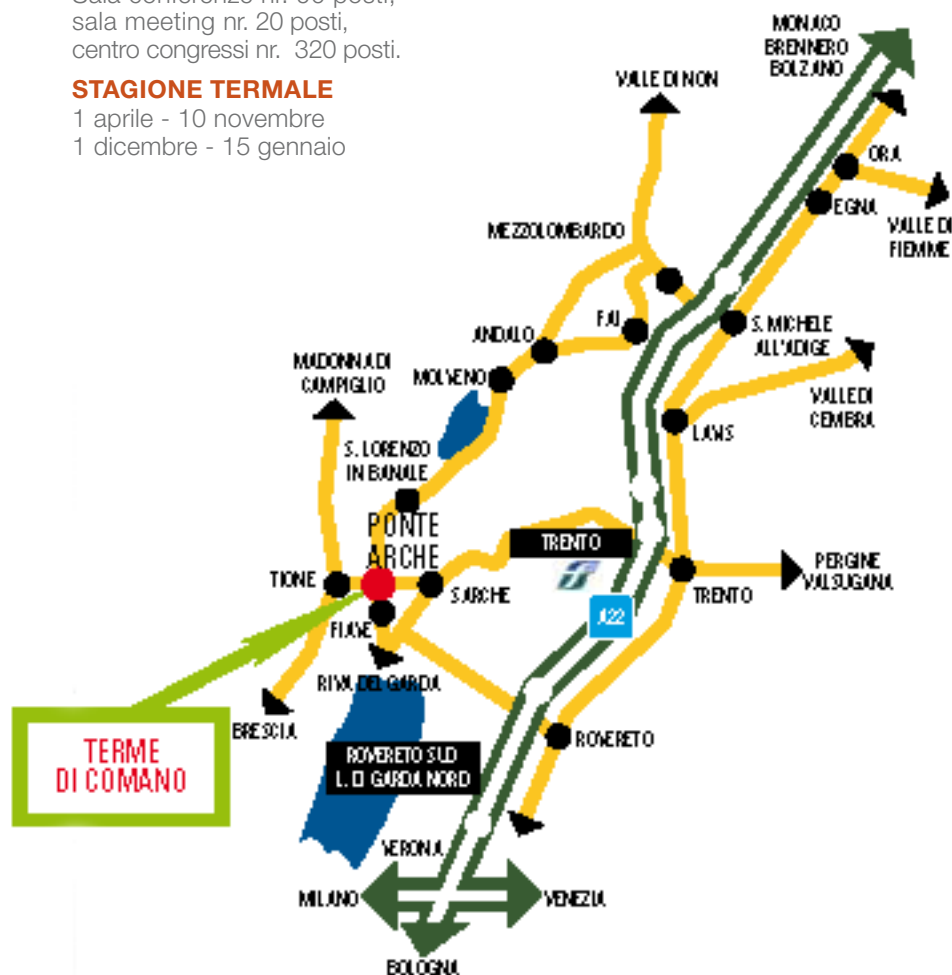 sala meeting nr. 20 posti,
centro congressi nr. 320 posti.
STAGIONE TERMALE
1 aprile - 10 novembre
1 dicembre - 15 gennaio
MONACO
BRENNERO
BOLZANO
VALLE DI NON
ORA
EGNA
VALLE DI
FIEMME
MEZZOLOMBARDO
FAI
S. MICHELE
ALL'ADIGE
ANDALO
MADONNA DI
CAMPIGLIO
MOLVENO
VALLE DI
CEMBRA
LAVIS
S. LORENZO
IN BANALE
PONTE
ARCHE
TRENTO
PERGINE
VALSUGANA
TIONE
S.ARCHE
TRENTO
A22
FIAVE
RIVA DEL GARDA
BRESCIA
TERME
DI COMANO
ROVERETO SUD
L. DI GARDA NORD
ROVERETO
VERONA
MILANO
VENEZIA
BOLOGNA